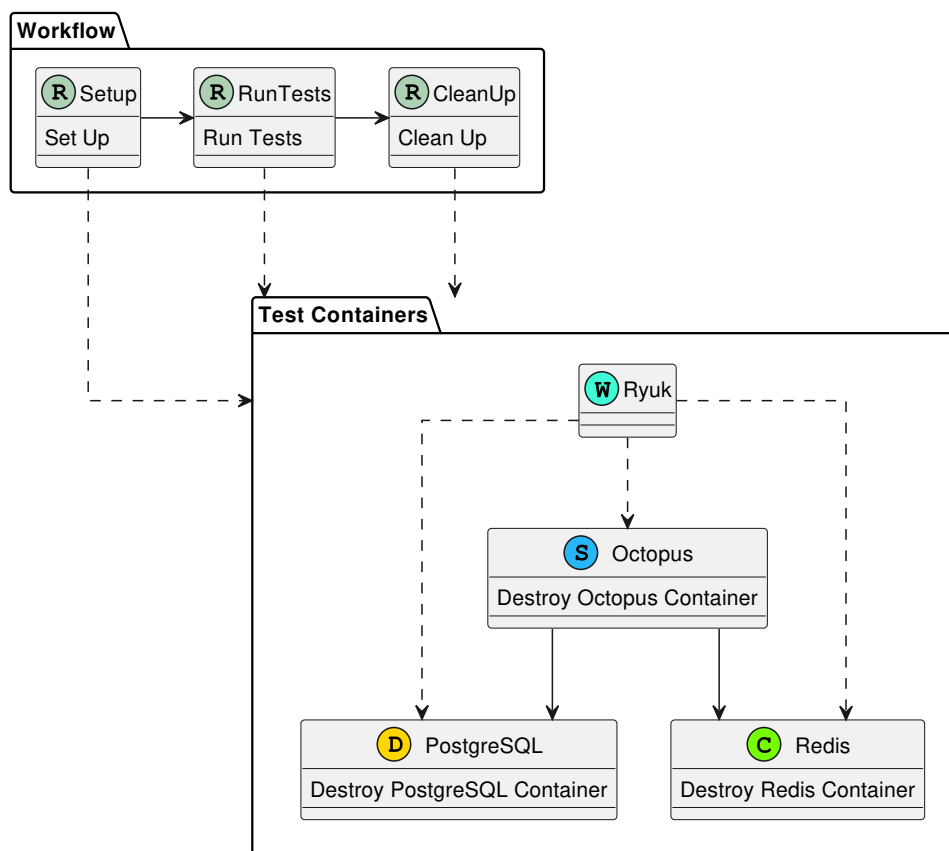 Workflow
R Setup
Set Up
R RunTests
Run Tests
R CleanUp
Clean Up
Test Containers
W Ryuk
S Octopus
Destroy Octopus Container
D PostgreSQL
Destroy PostgreSQL Container
C Redis
Destroy Redis Container